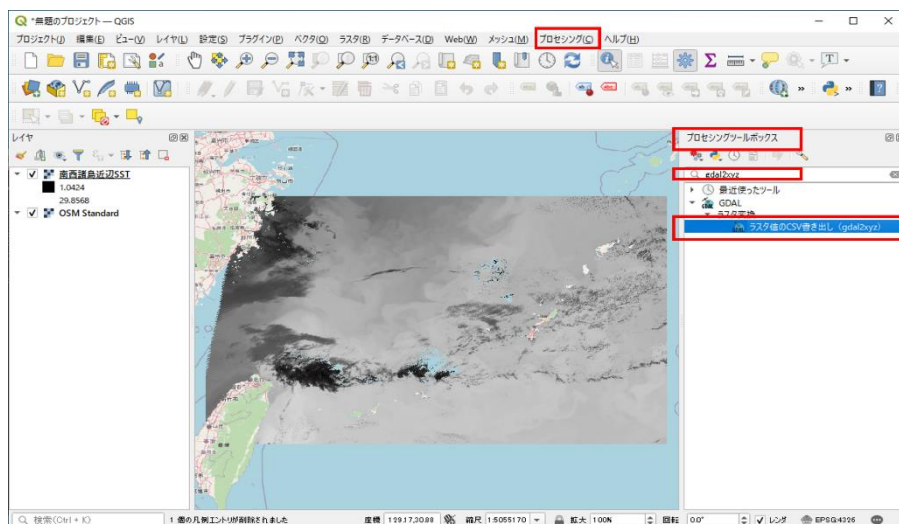 *無題のプロジェクト — QGIS
プロジェクト(J) 編集(E) ビュー(V) レイヤ(L) 設定(S) プラグイン(P) ベクタ(O) ラスタ(R) データベース(D) Web(W) メッシュ(M) プロセシング(C) ヘルプ(H)
レイヤ
南西諸島近辺SST
1.0424
29.8568
OSM Standard
プロセシングツールボックス
gdal2xyz
最近使ったツール
GDAL
ラスタ変換
ラスタ値のCSV書き出し (gdal2xyz)
検索(Ctrl + K)
1 個の凡例エントリが削除されました
座標 129.17,30.88
縮尺 1:5055170
拡大 100%
回転 0.0°
レンダ
EPSG:4326